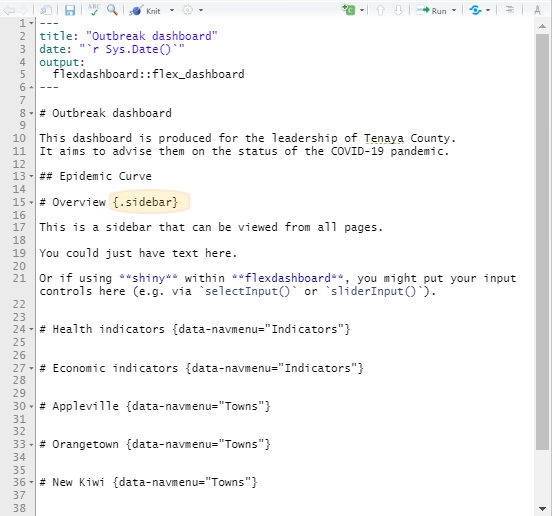 ABC
Knit
Run
1 ---
2 title: "Outbreak dashboard"
3 date: "`r Sys.Date()`"
4 output:
5 flexdashboard::flex_dashboard
6 ---
7
8 # Outbreak dashboard
9
10 This dashboard is produced for the leadership of Tenaya County.
11 It aims to advise them on the status of the COVID-19 pandemic.
12
13 ## Epidemic Curve
14
15 # Overview {.sidebar}
16
17 This is a sidebar that can be viewed from all pages.
18
19 You could just have text here.
20
21 Or if using **shiny** within **flexdashboard**, you might put your input
controls here (e.g. via `selectInput()` or `sliderInput()`).
22
23
24 # Health indicators {data-navmenu="Indicators"}
25
26
27 # Economic indicators {data-navmenu="Indicators"}
28
29
30 # Appleville {data-navmenu="Towns"}
31
32
33 # Orangetown {data-navmenu="Towns"}
34
35
36 # New Kiwi {data-navmenu="Towns"}
37
38